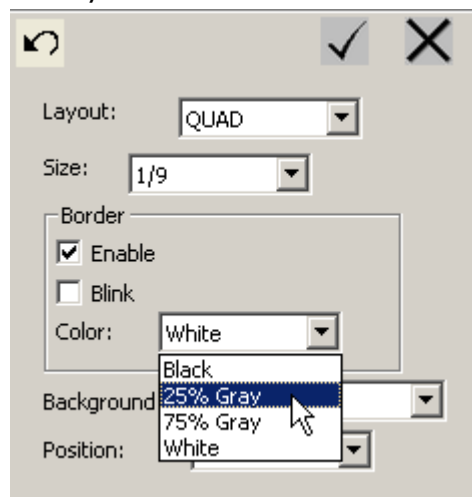 Layout: QUAD
Size: 1/9
Border
Enable
Blink
Color: White
Black
25% Gray
Background
75% Gray
Position: White